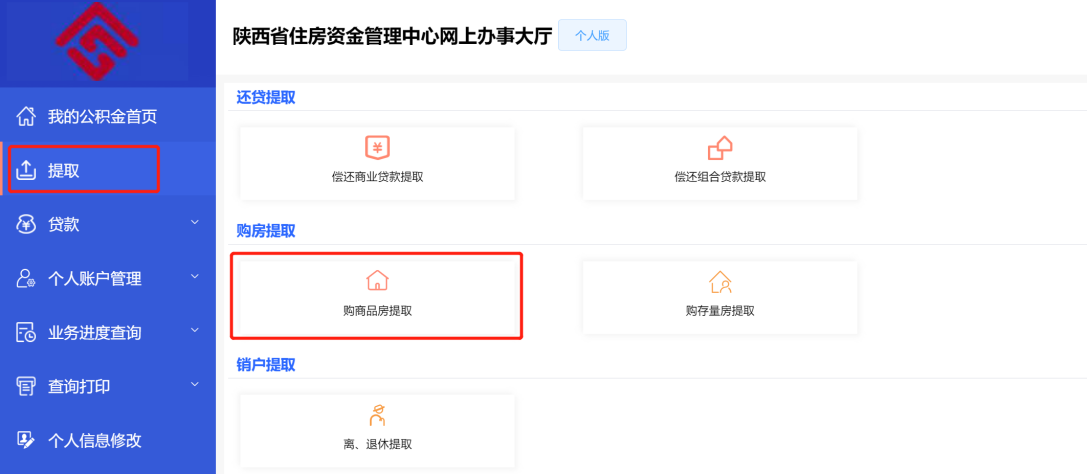 陕西省住房资金管理中心网上办事大厅 个人版
我的公积金首页
提取
贷款
个人账户管理
业务进度查询
查询打印
个人信息修改
还贷提取
偿还商业贷款提取
偿还组合贷款提取
购房提取
购商品房提取
购存量房提取
销户提取
离、退休提取